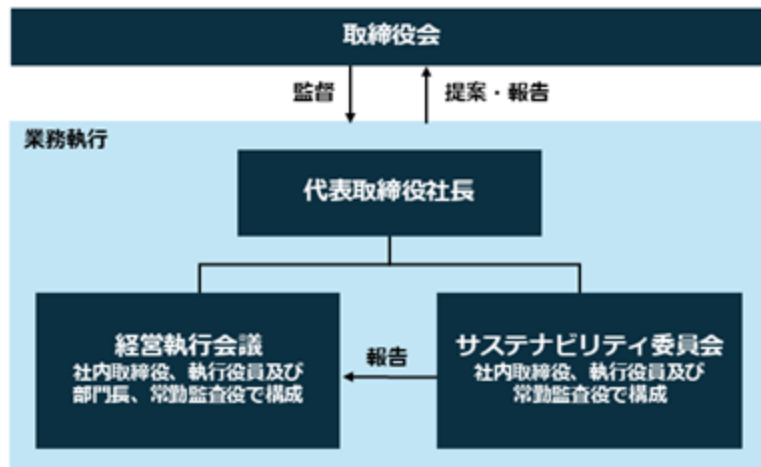 取締役会
監督
提案・報告
業務執行
代表取締役社長
経営執行会議
社内取締役、執行役員及び
部門長、常勤監査役で構成
報告
サステナビリティ委員会
社内取締役、執行役員及び
常勤監査役で構成